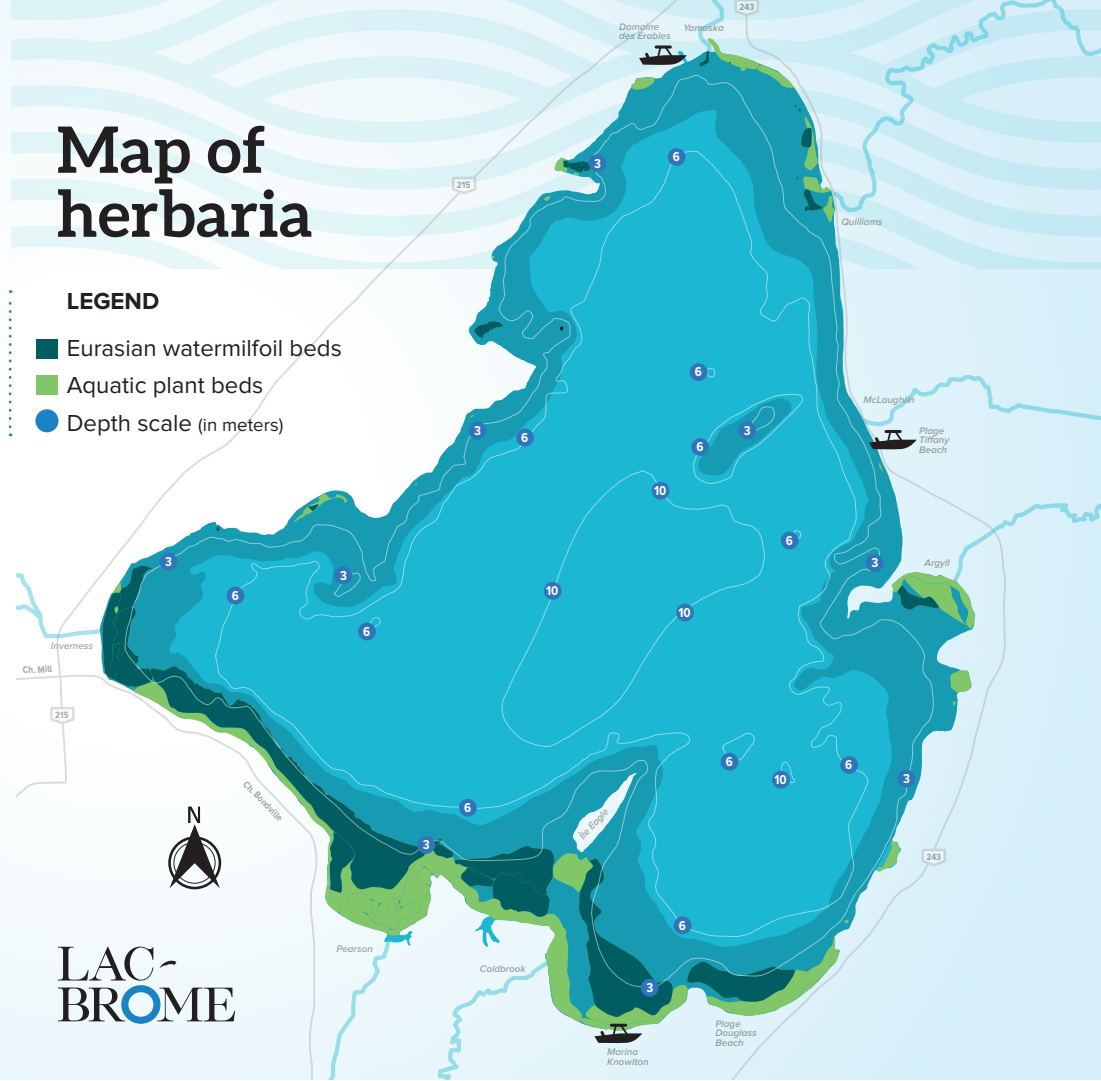 243
Domaine
des Érables
Yamaska
Map of
herbaria
3
6
215
Quilliams
LEGEND
Eurasian watermilfoil beds
Aquatic plant beds
Depth scale (in meters)
6
McLaughlin
3
6
3
6
Plage
Tiffany
Beach
10
6
3
3
3
Argyll
6
10
10
6
Inverness
Ch. Mill
215
6
6
10
3
Ch. Bondville
6
N
Île Eagle
3
243
6
Pearson
LAC
BROME
Coldbrook
3
Plage
Douglass
Beach
Marina
Knowlton